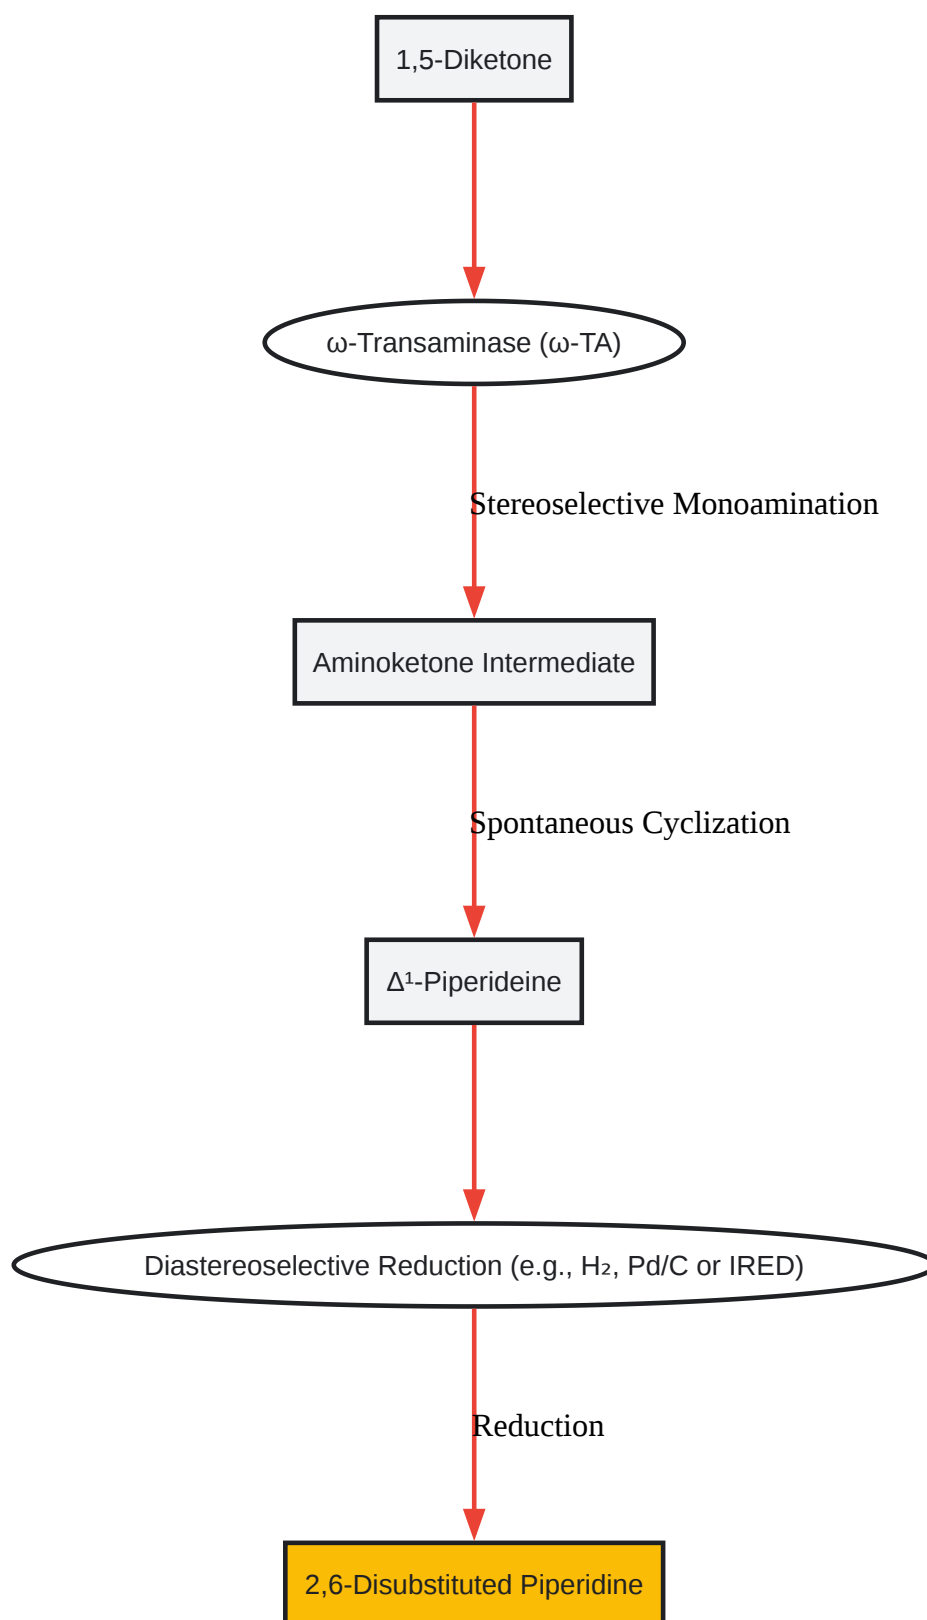 1,5-Diketone
ω-Transaminase (ω-TA)
Stereoselective Monoamination
Aminoketone Intermediate
Spontaneous Cyclization
Δ¹-Piperideine
Diastereoselective Reduction (e.g., H₂, Pd/C or IRED)
Reduction
2,6-Disubstituted Piperidine